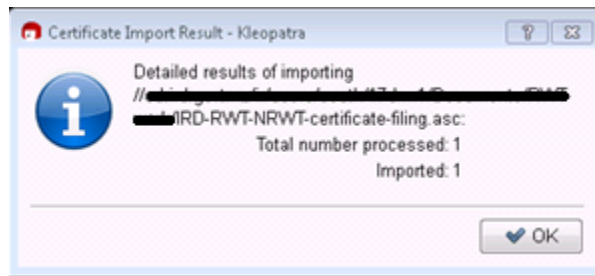 Certificate Import Result - Kleopatra
Detailed results of importing
//
IRD-RWT-NRWT-certificate-filing.asc:
Total number processed: 1
Imported: 1
OK